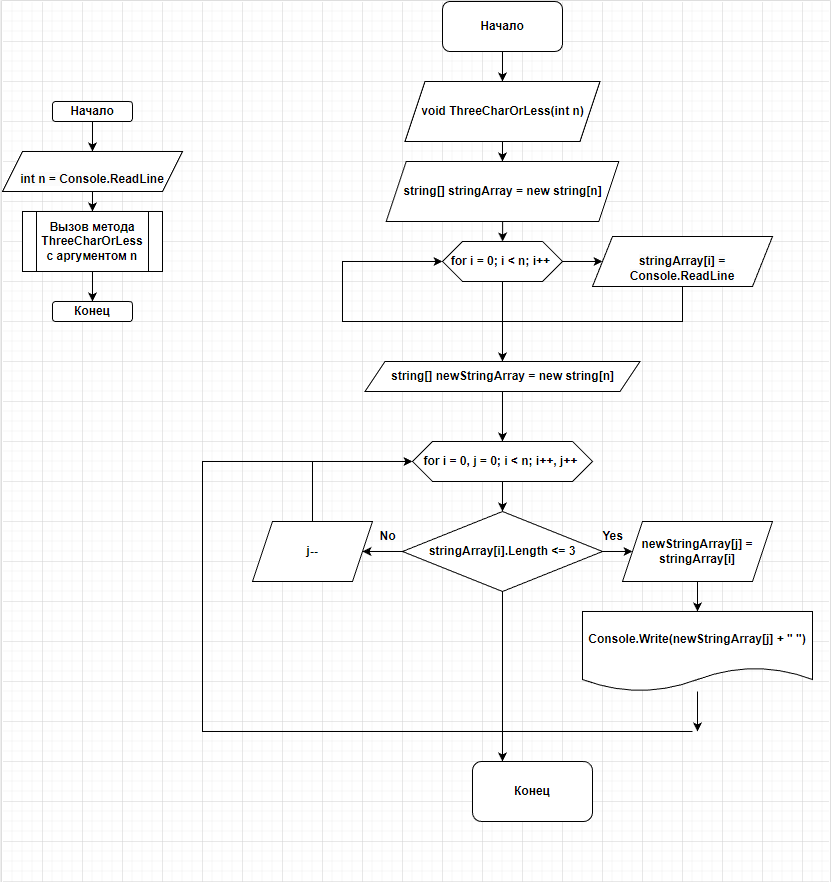 Начало
int n = Console.ReadLine
Вызов метода
ThreeCharOrLess
с аргументом n
Конец
Начало
void ThreeCharOrLess(int n)
string[] stringArray = new string[n]
for i = 0; i < n; i++
stringArray[i] =
Console.ReadLine
string[] newStringArray = new string[n]
for i = 0, j = 0; i < n; i++, j++
stringArray[i].Length <= 3
No
j--
Yes
newStringArray[j] =
stringArray[i]
Console.Write(newStringArray[j] + " ")
Конец